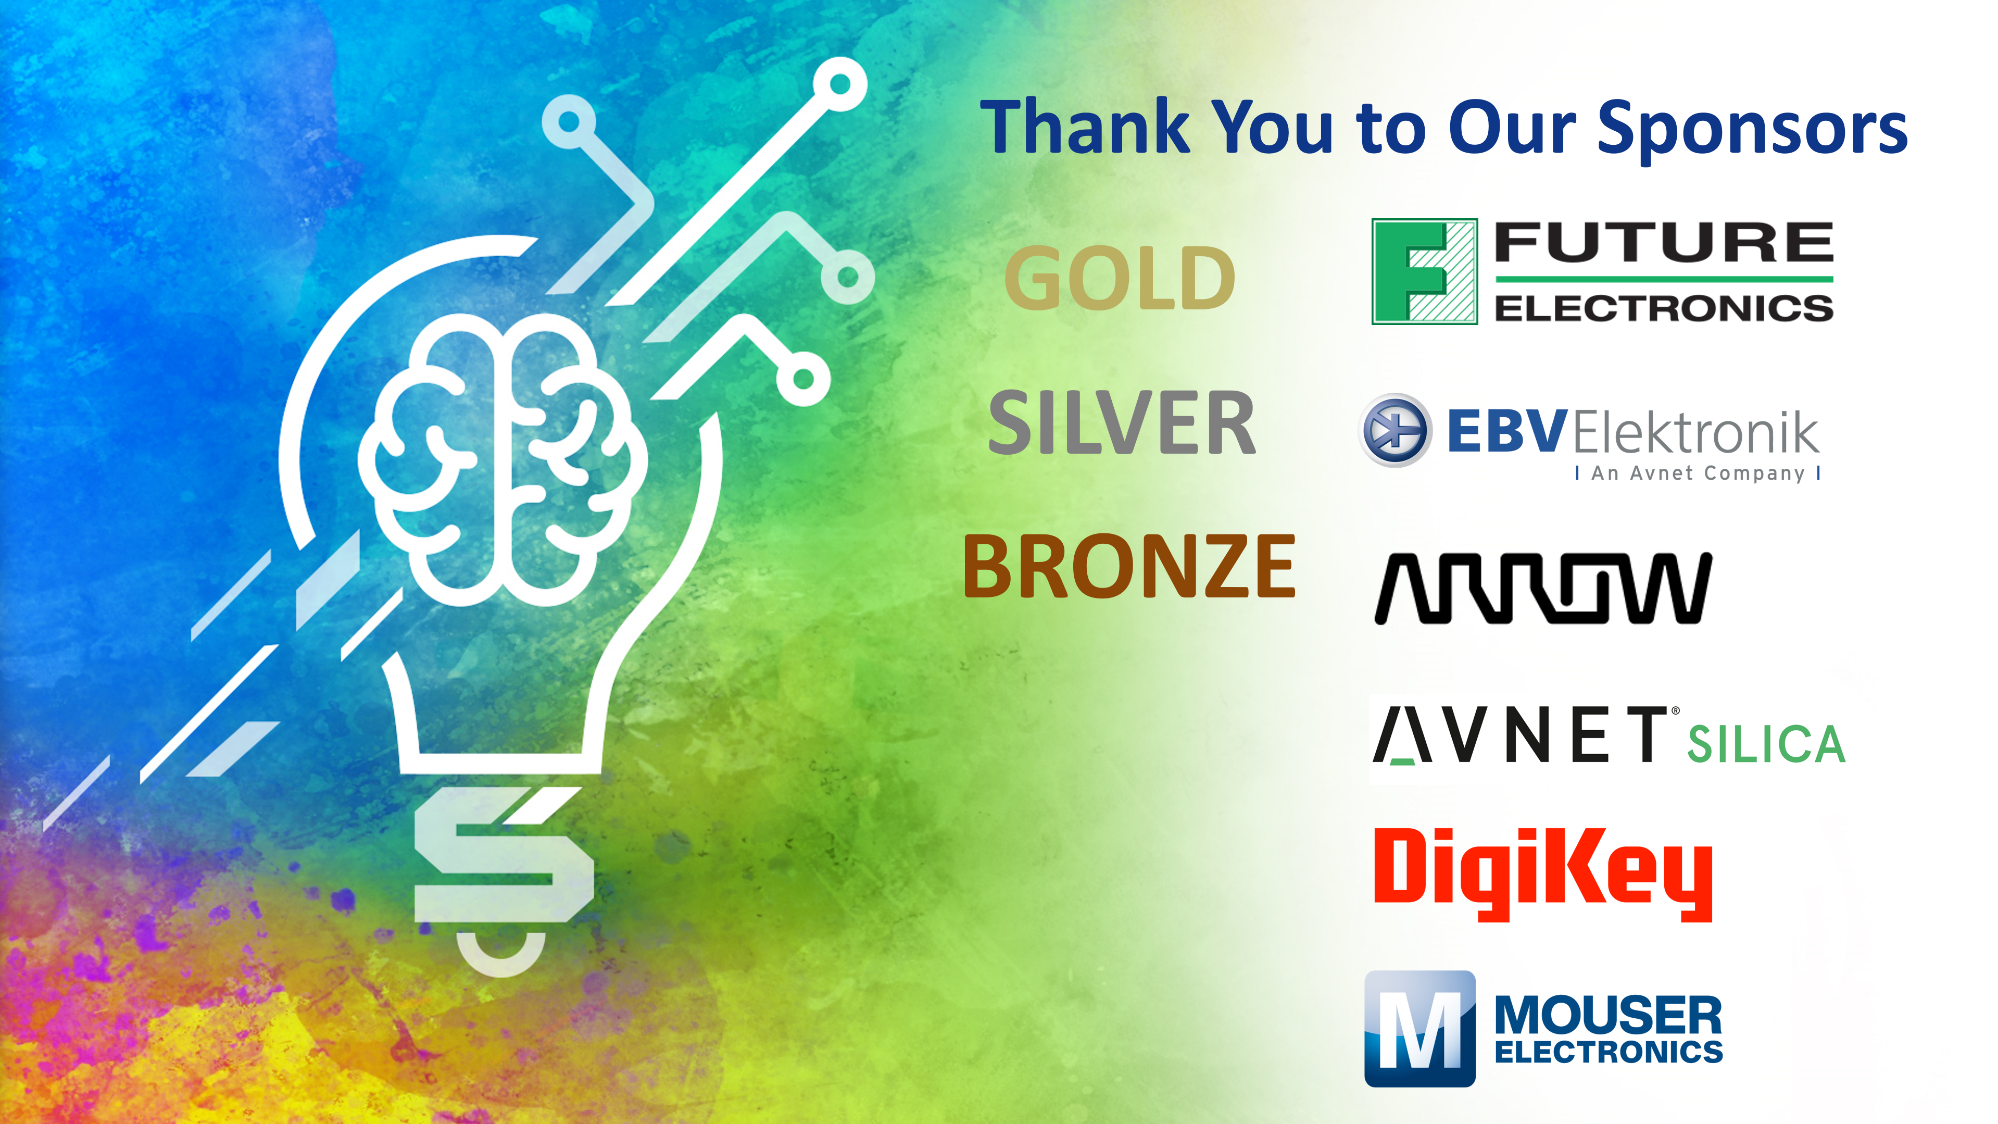 Thank You to Our Sponsors
GOLD
FUTURE
ELECTRONICS
SILVER
EBVElektronik
| An Avnet Company |
BRONZE
ARROW
AVNET® SILICA
DigiKey
M MOUSER
ELECTRONICS